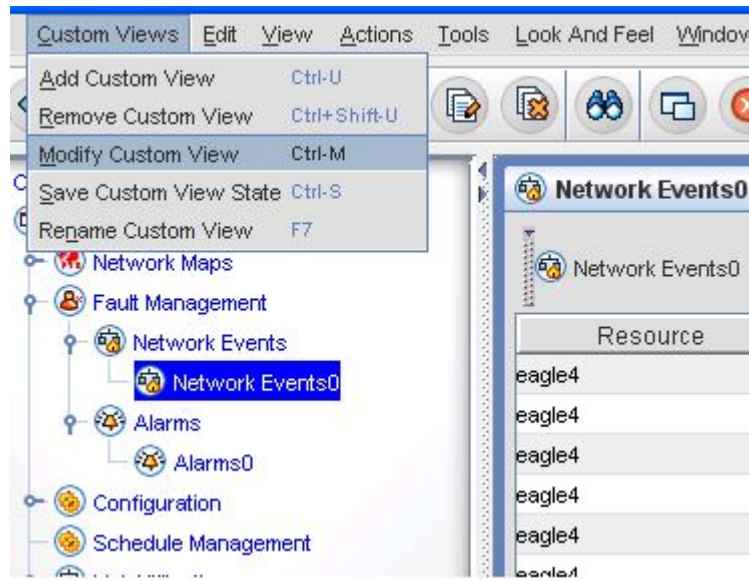 Custom Views Edit View Actions Tools Look And Feel Window
Add Custom View Ctrl-U
Remove Custom View Ctrl+Shift-U
Modify Custom View Ctrl-M
Save Custom View State Ctrl-S
Rename Custom View F7
Network Maps
Fault Management
Network Events
Network Events0
Alarms
Alarms0
Configuration
Schedule Management
Network Events0
Network Events0
Resource
eagle4
eagle4
eagle4
eagle4
eagle4
eagle4